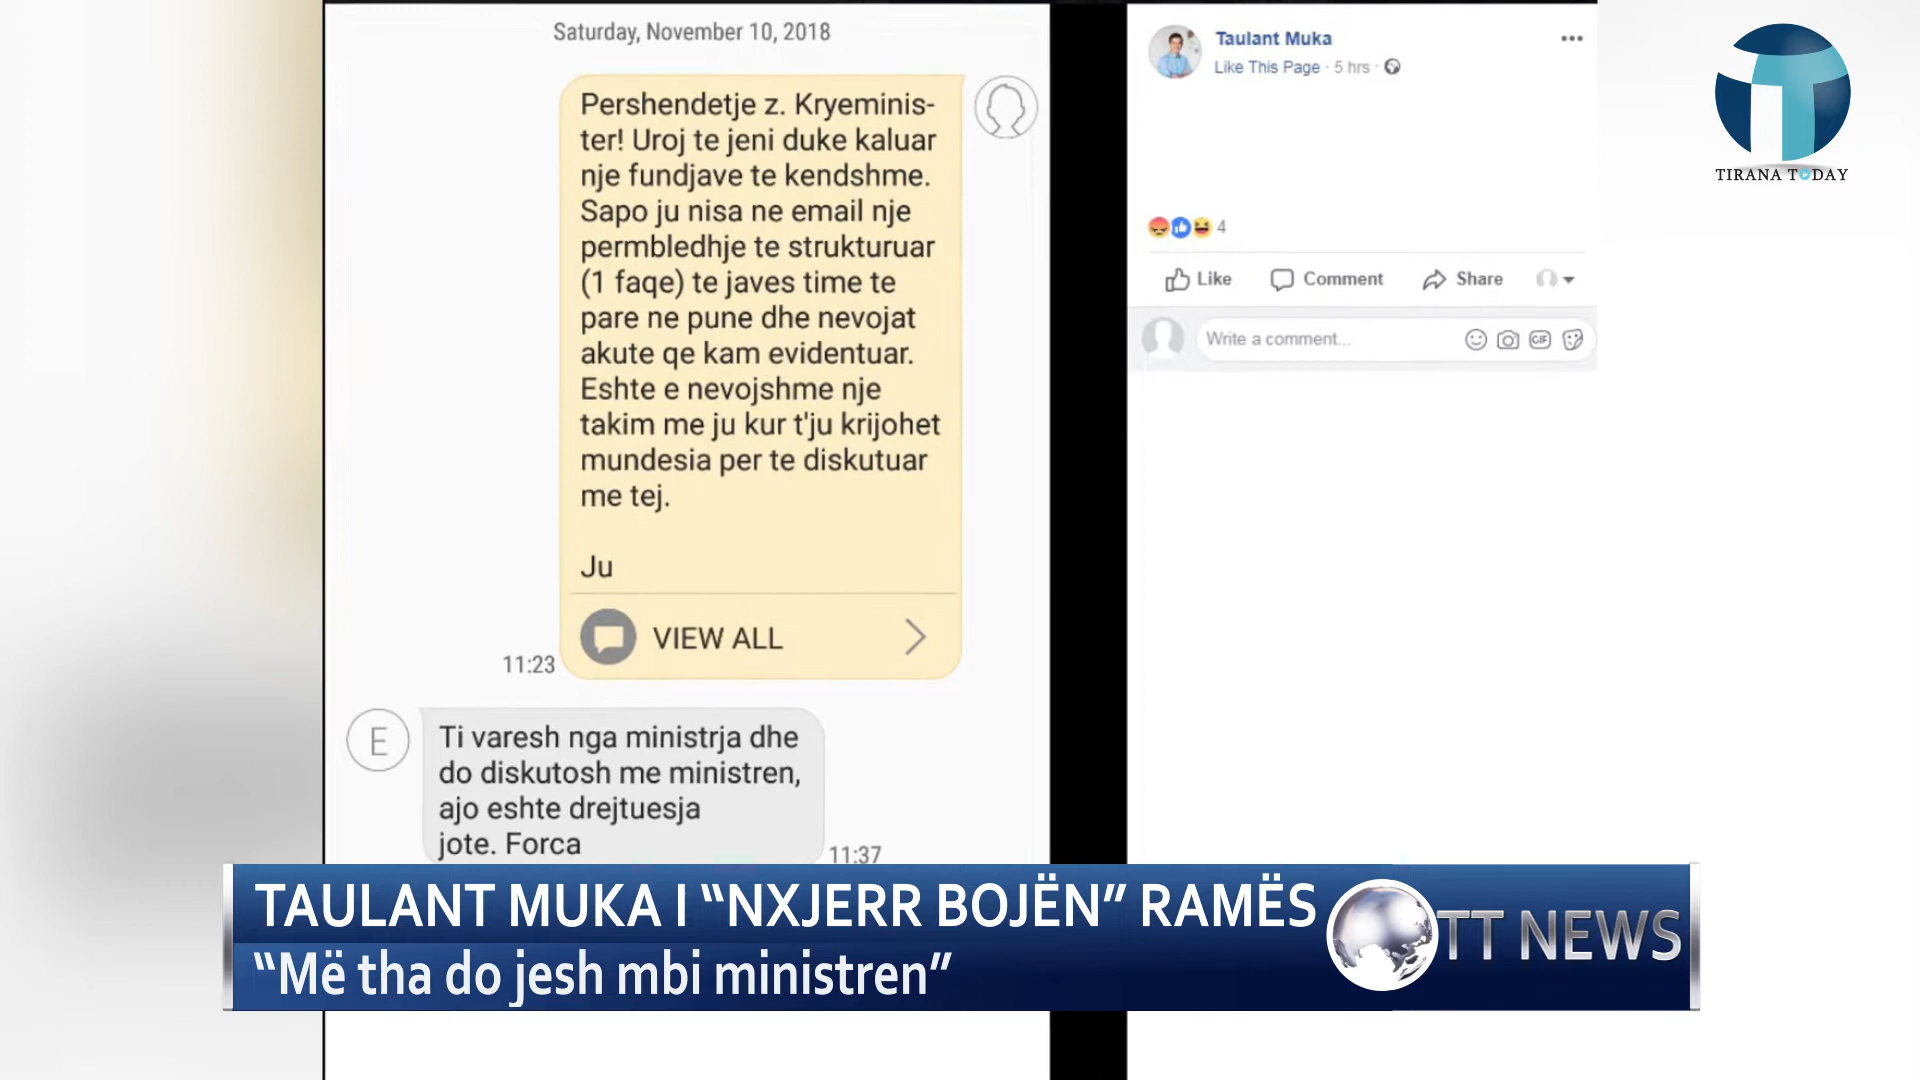 Saturday, November 10, 2018
Pershendetje z. Kryeminis-
ter! Uroj te jeni duke kaluar
nje fundjave te kendshme.
Sapo ju nisa ne email nje
permbledhje te strukturuar
(1 faqe) te javes time te
pare ne pune dhe nevojat
akute qe kam evidentuar.
Eshte e nevojshme nje
takim me ju kur t'ju krijohet
mundesia per te diskutuar
me tej.
Ju
VIEW ALL
11:23
E
Ti varesh nga ministrja dhe
do diskutosh me ministren,
ajo eshte drejtuesja
jote. Forca
11:37
Taulant Muka
Like This Page · 5 hrs ·
4
Like Comment Share
Write a comment...
GIF
TIRANA TODAY
TAULANT MUKA I “NXJERR BOJËN” RAMËS
“Më tha do jesh mbi ministren”
TT NEWS